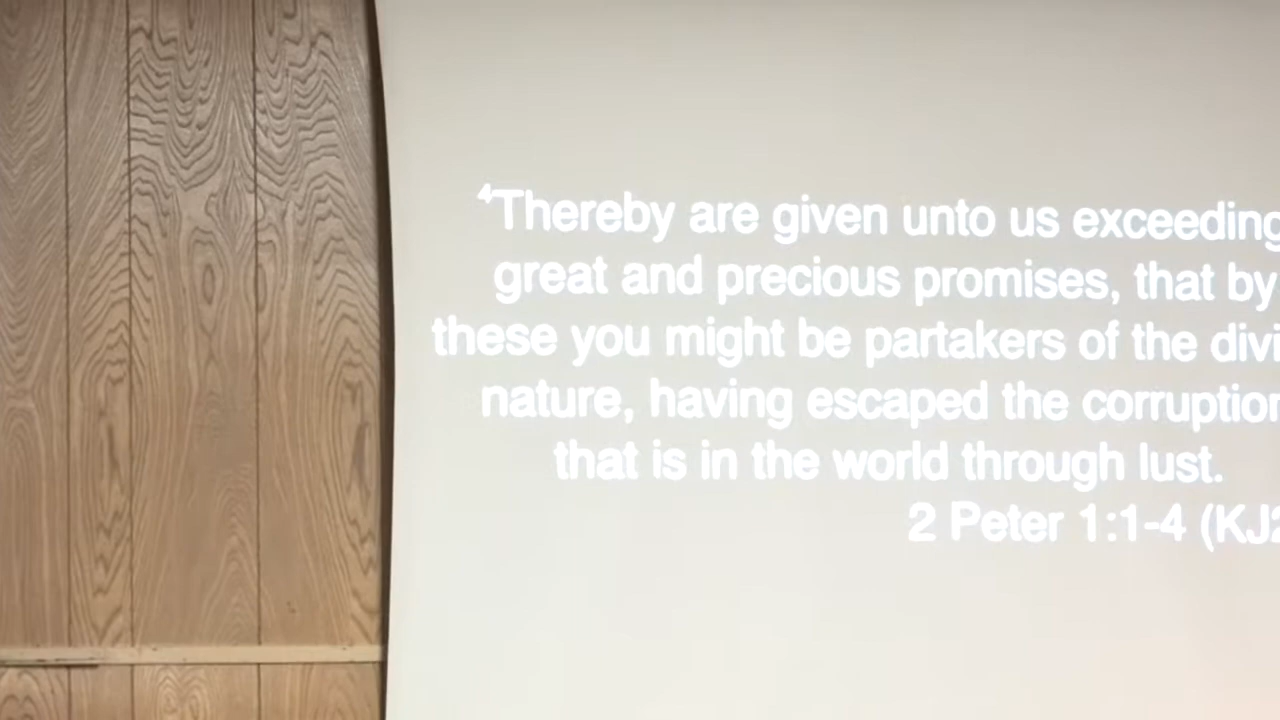 ⁴Thereby are given unto us exceeding
great and precious promises, that by
these you might be partakers of the divi
nature, having escaped the corruption
that is in the world through lust.
2 Peter 1:1-4 (KJ2